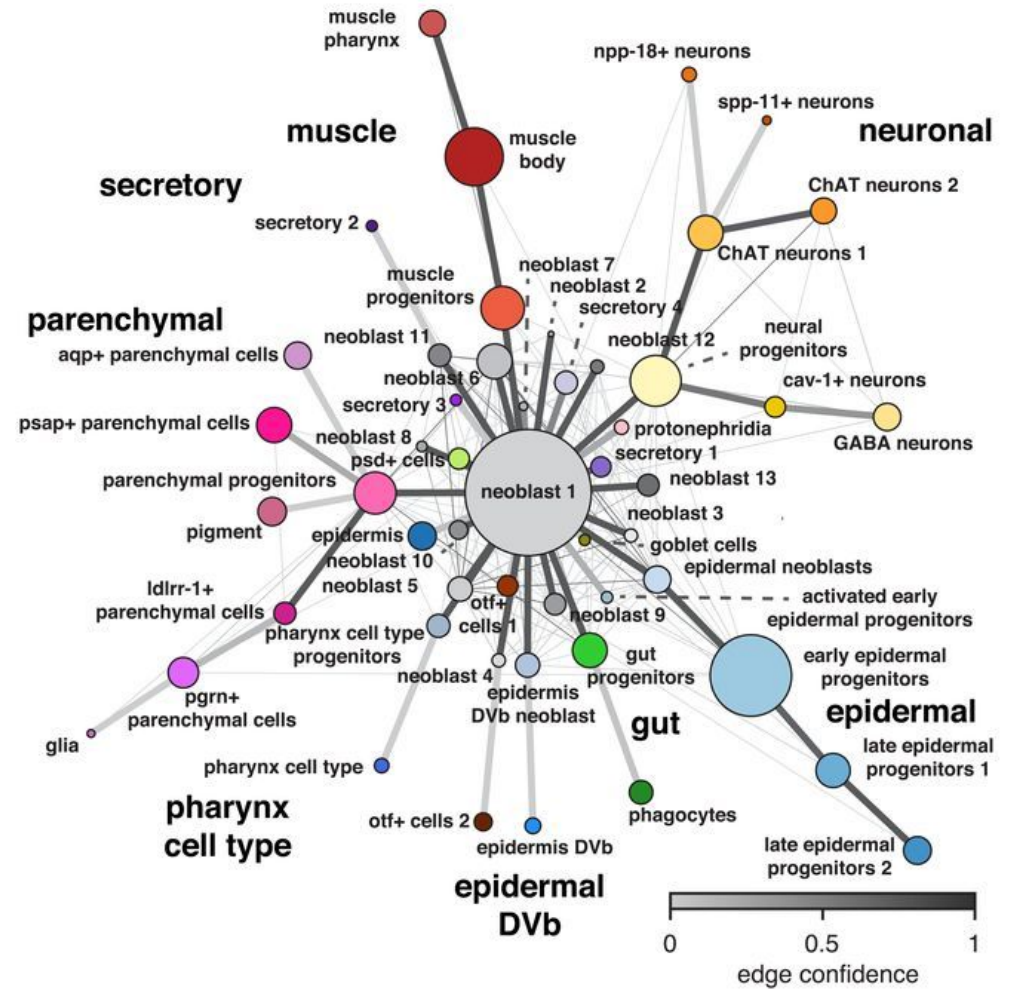 muscle
pharynx
npp-18+ neurons
spp-11+ neurons
muscle
neuronal
muscle
body
secretory
ChAT neurons 2
secretory 2
ChAT neurons 1
neoblast 7
muscle
progenitors
neoblast 2
secretory 4
parenchymal
neoblast 11
neoblast 12
neural
progenitors
aqp+ parenchymal cells
neoblast 6
cav-1+ neurons
secretory 3
psap+ parenchymal cells
neoblast 8
protonephridia
GABA neurons
psd+ cells
secretory 1
parenchymal progenitors
neoblast 1
neoblast 13
pigment
neoblast 3
epidermis
goblet cells
neoblast 10
epidermal neoblasts
neoblast 5
ldlrr-1+
parenchymal cells
otf+
cells 1
neoblast 9
activated early
epidermal progenitors
pharynx cell type
progenitors
neoblast 4
gut
progenitors
early epidermal
progenitors
epidermis
DVb neoblast
pgrn+
parenchymal cells
gut
epidermal
glia
late epidermal
progenitors 1
pharynx cell type
pharynx
cell type
otf+ cells 2
phagocytes
epidermis DVb
late epidermal
progenitors 2
epidermal
DVb
0
0.5
1
edge confidence